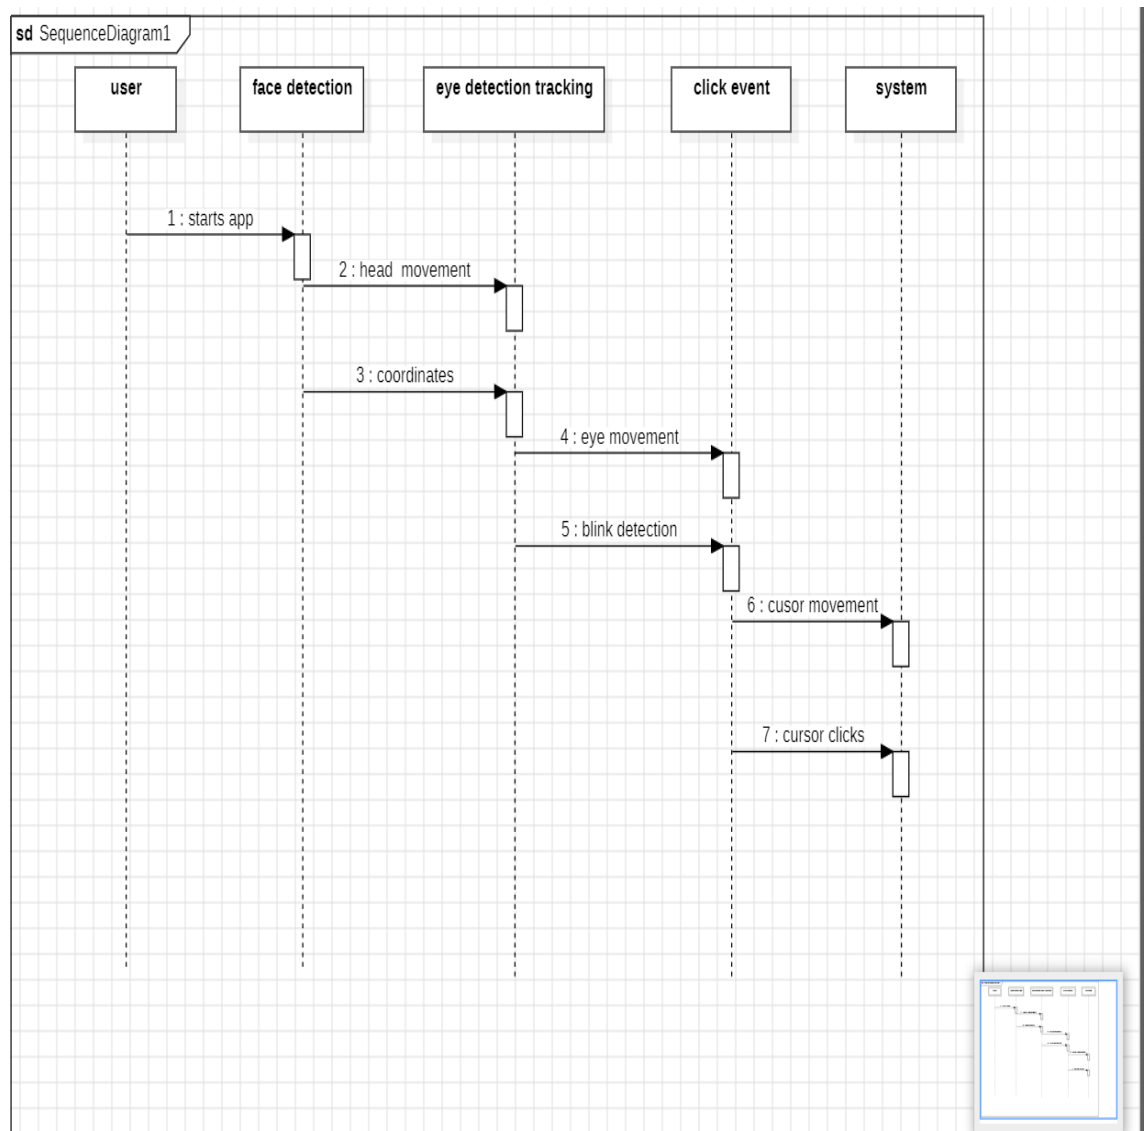 sd SequenceDiagram1
user
face detection
eye detection tracking
click event
system
1 : starts app
2 : head  movement
3 : coordinates
4 : eye movement
5 : blink detection
6 : cusor movement
7 : cursor clicks